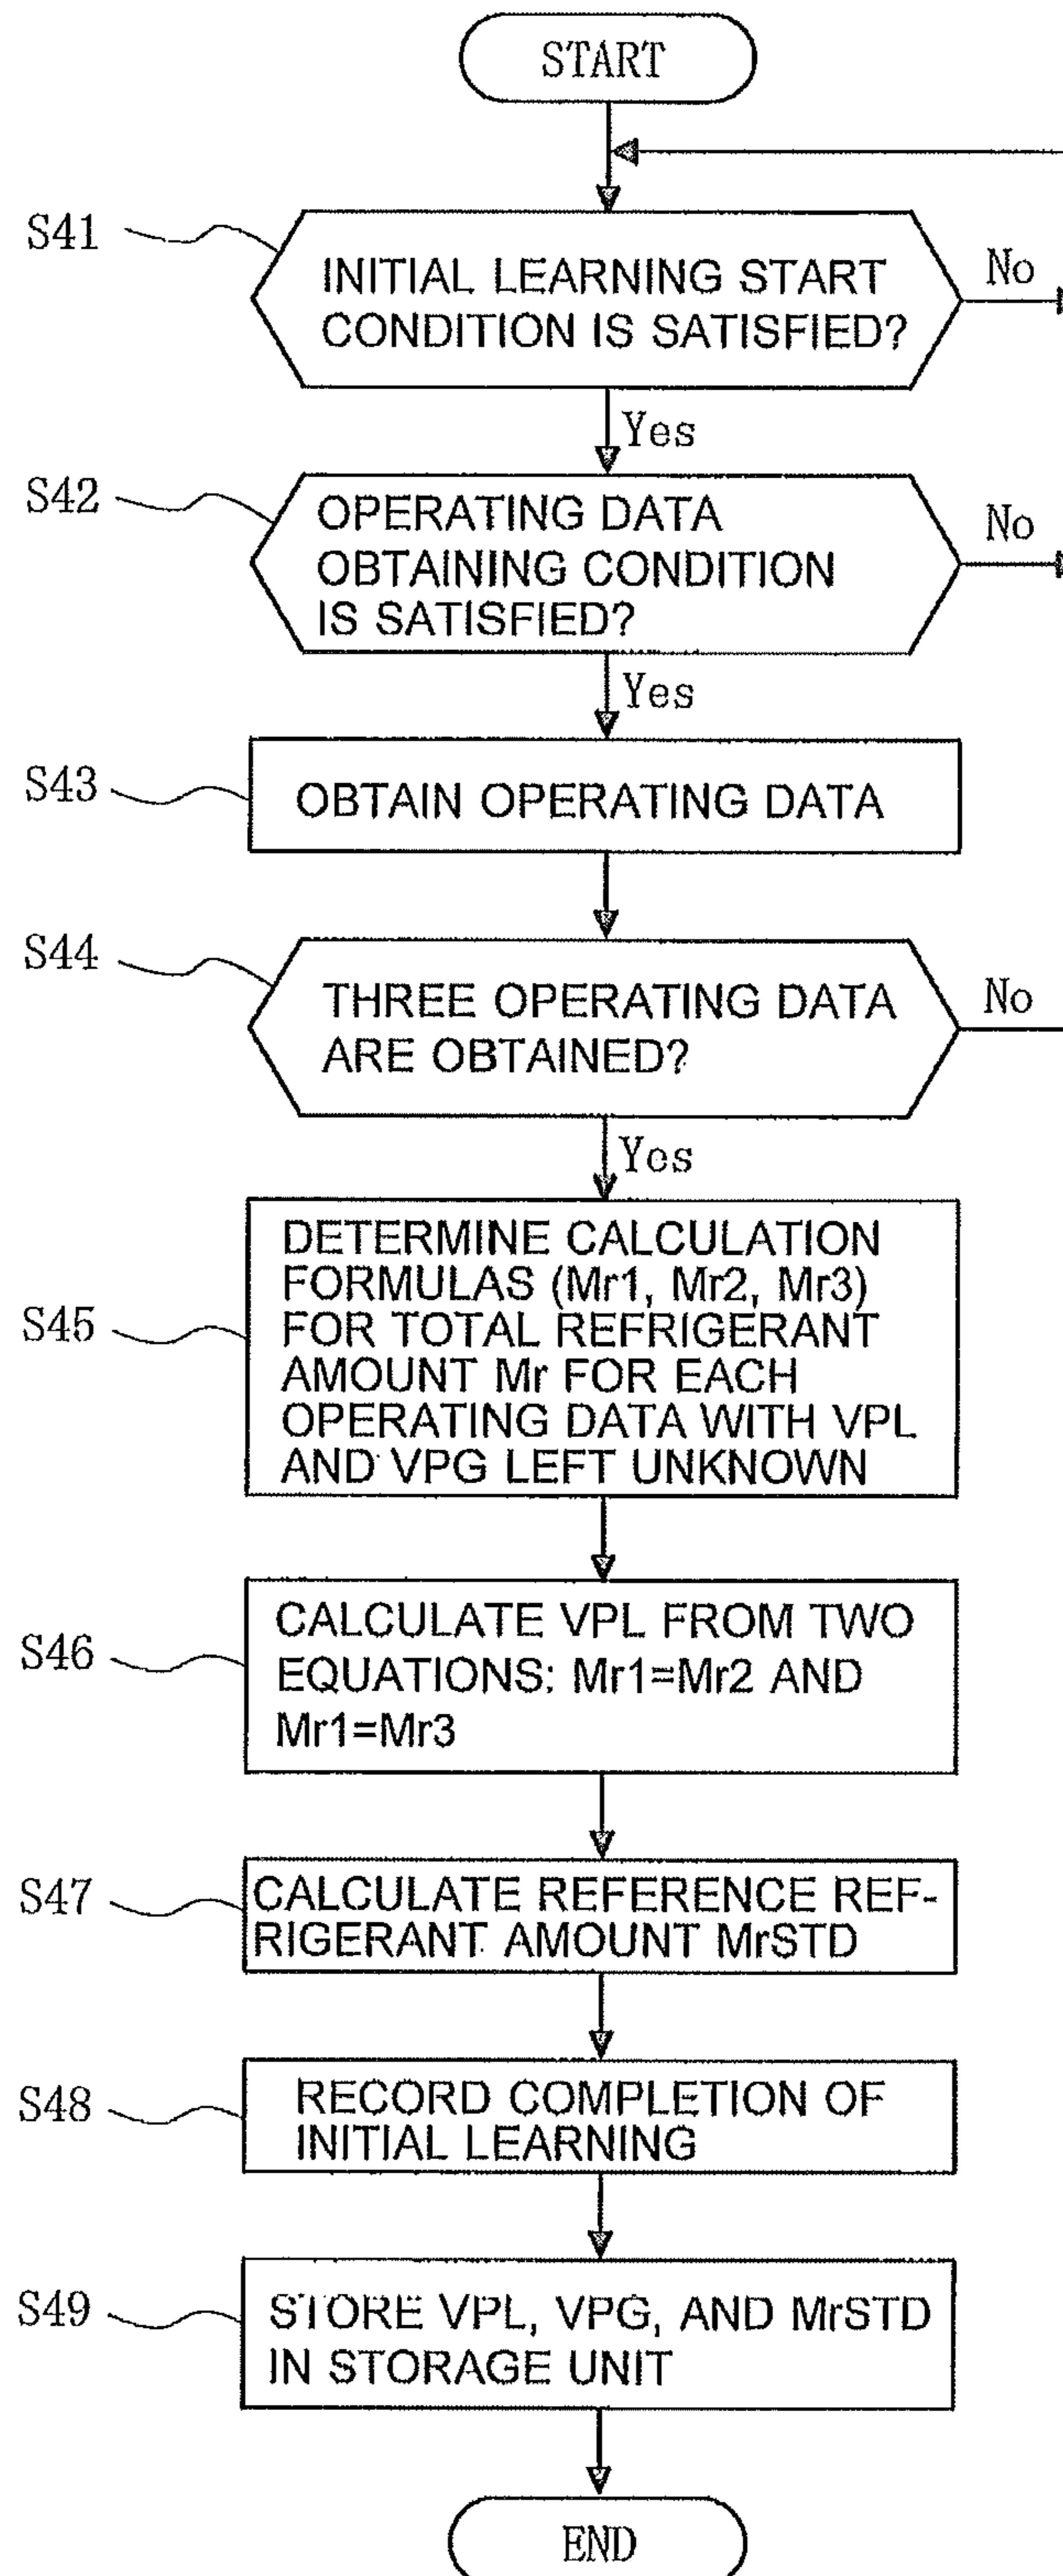 START
S41
INITIAL LEARNING START
CONDITION IS SATISFIED?
No
Yes
S42
OPERATING DATA
OBTAINING CONDITION
IS SATISFIED?
No
Yes
S43
OBTAIN OPERATING DATA
S44
THREE OPERATING DATA
ARE OBTAINED?
No
Yes
S45
DETERMINE CALCULATION
FORMULAS (Mr1, Mr2, Mr3)
FOR TOTAL REFRIGERANT
AMOUNT Mr FOR EACH
OPERATING DATA WITH VPL
AND VPG LEFT UNKNOWN
S46
CALCULATE VPL FROM TWO
EQUATIONS: Mr1=Mr2 AND
Mr1=Mr3
S47
CALCULATE REFERENCE REF-
RIGERANT AMOUNT MrSTD
S48
RECORD COMPLETION OF
INITIAL LEARNING
S49
STORE VPL, VPG, AND MrSTD
IN STORAGE UNIT
END